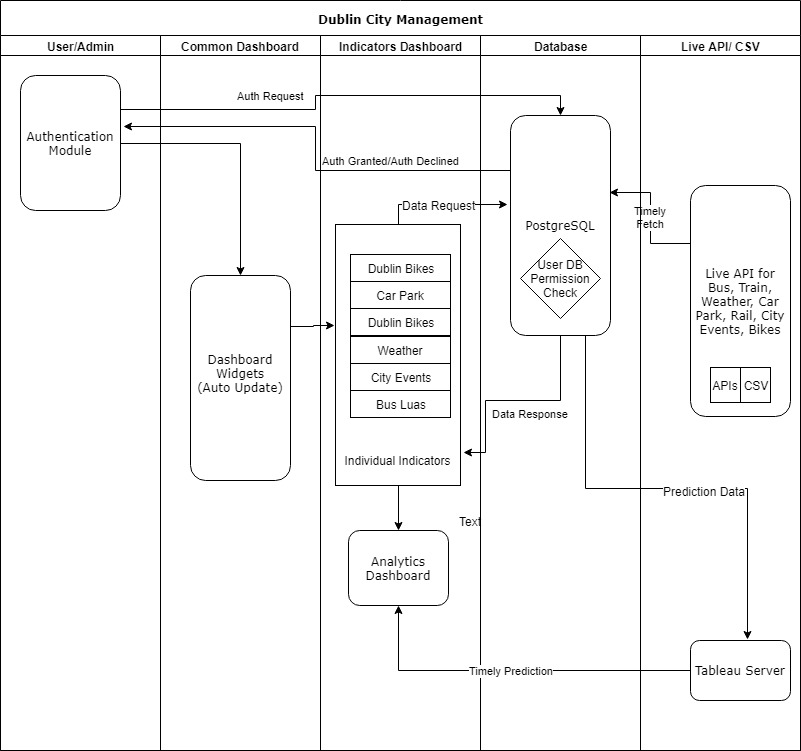 Dublin City Management
User/Admin
Common Dashboard
Indicators Dashboard
Database
Live API/ CSV
Auth Request
Authentication
Module
Auth Granted/Auth Declined
Data Request
Timely
Fetch
PostgreSQL
User DB
Permission
Check
Dublin Bikes
Car Park
Dublin Bikes
Weather
City Events
Bus Luas
Individual Indicators
Live API for
Bus, Train,
Weather, Car
Park, Rail, City
Events, Bikes
APIs
CSV
Dashboard
Widgets
(Auto Update)
Data Response
Prediction Data
Text
Analytics
Dashboard
Timely Prediction
Tableau Server